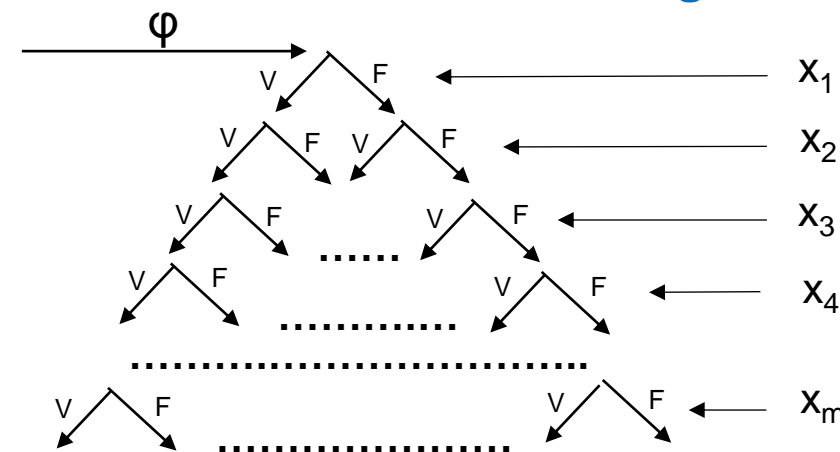 φ
V F x₁
V F V F x₂
V F V F x₃
...... 
V F V F x₄
.............
.................................
V F V F xₘ
.....................